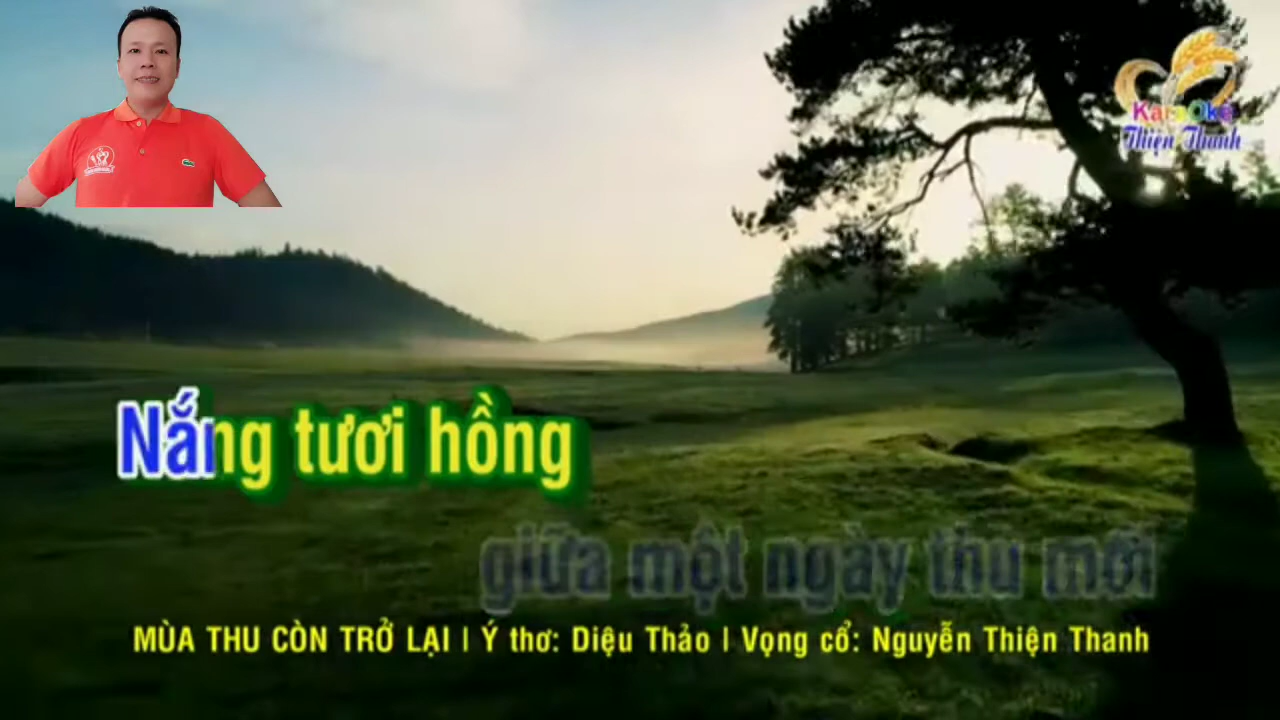 KaraOke
Thiện Thanh
Nắng tươi hồng
giữa một ngày thu mới
MÙA THU CÒN TRỞ LẠI | Ý thơ: Diệu Thảo | Vọng cổ: Nguyễn Thiện Thanh